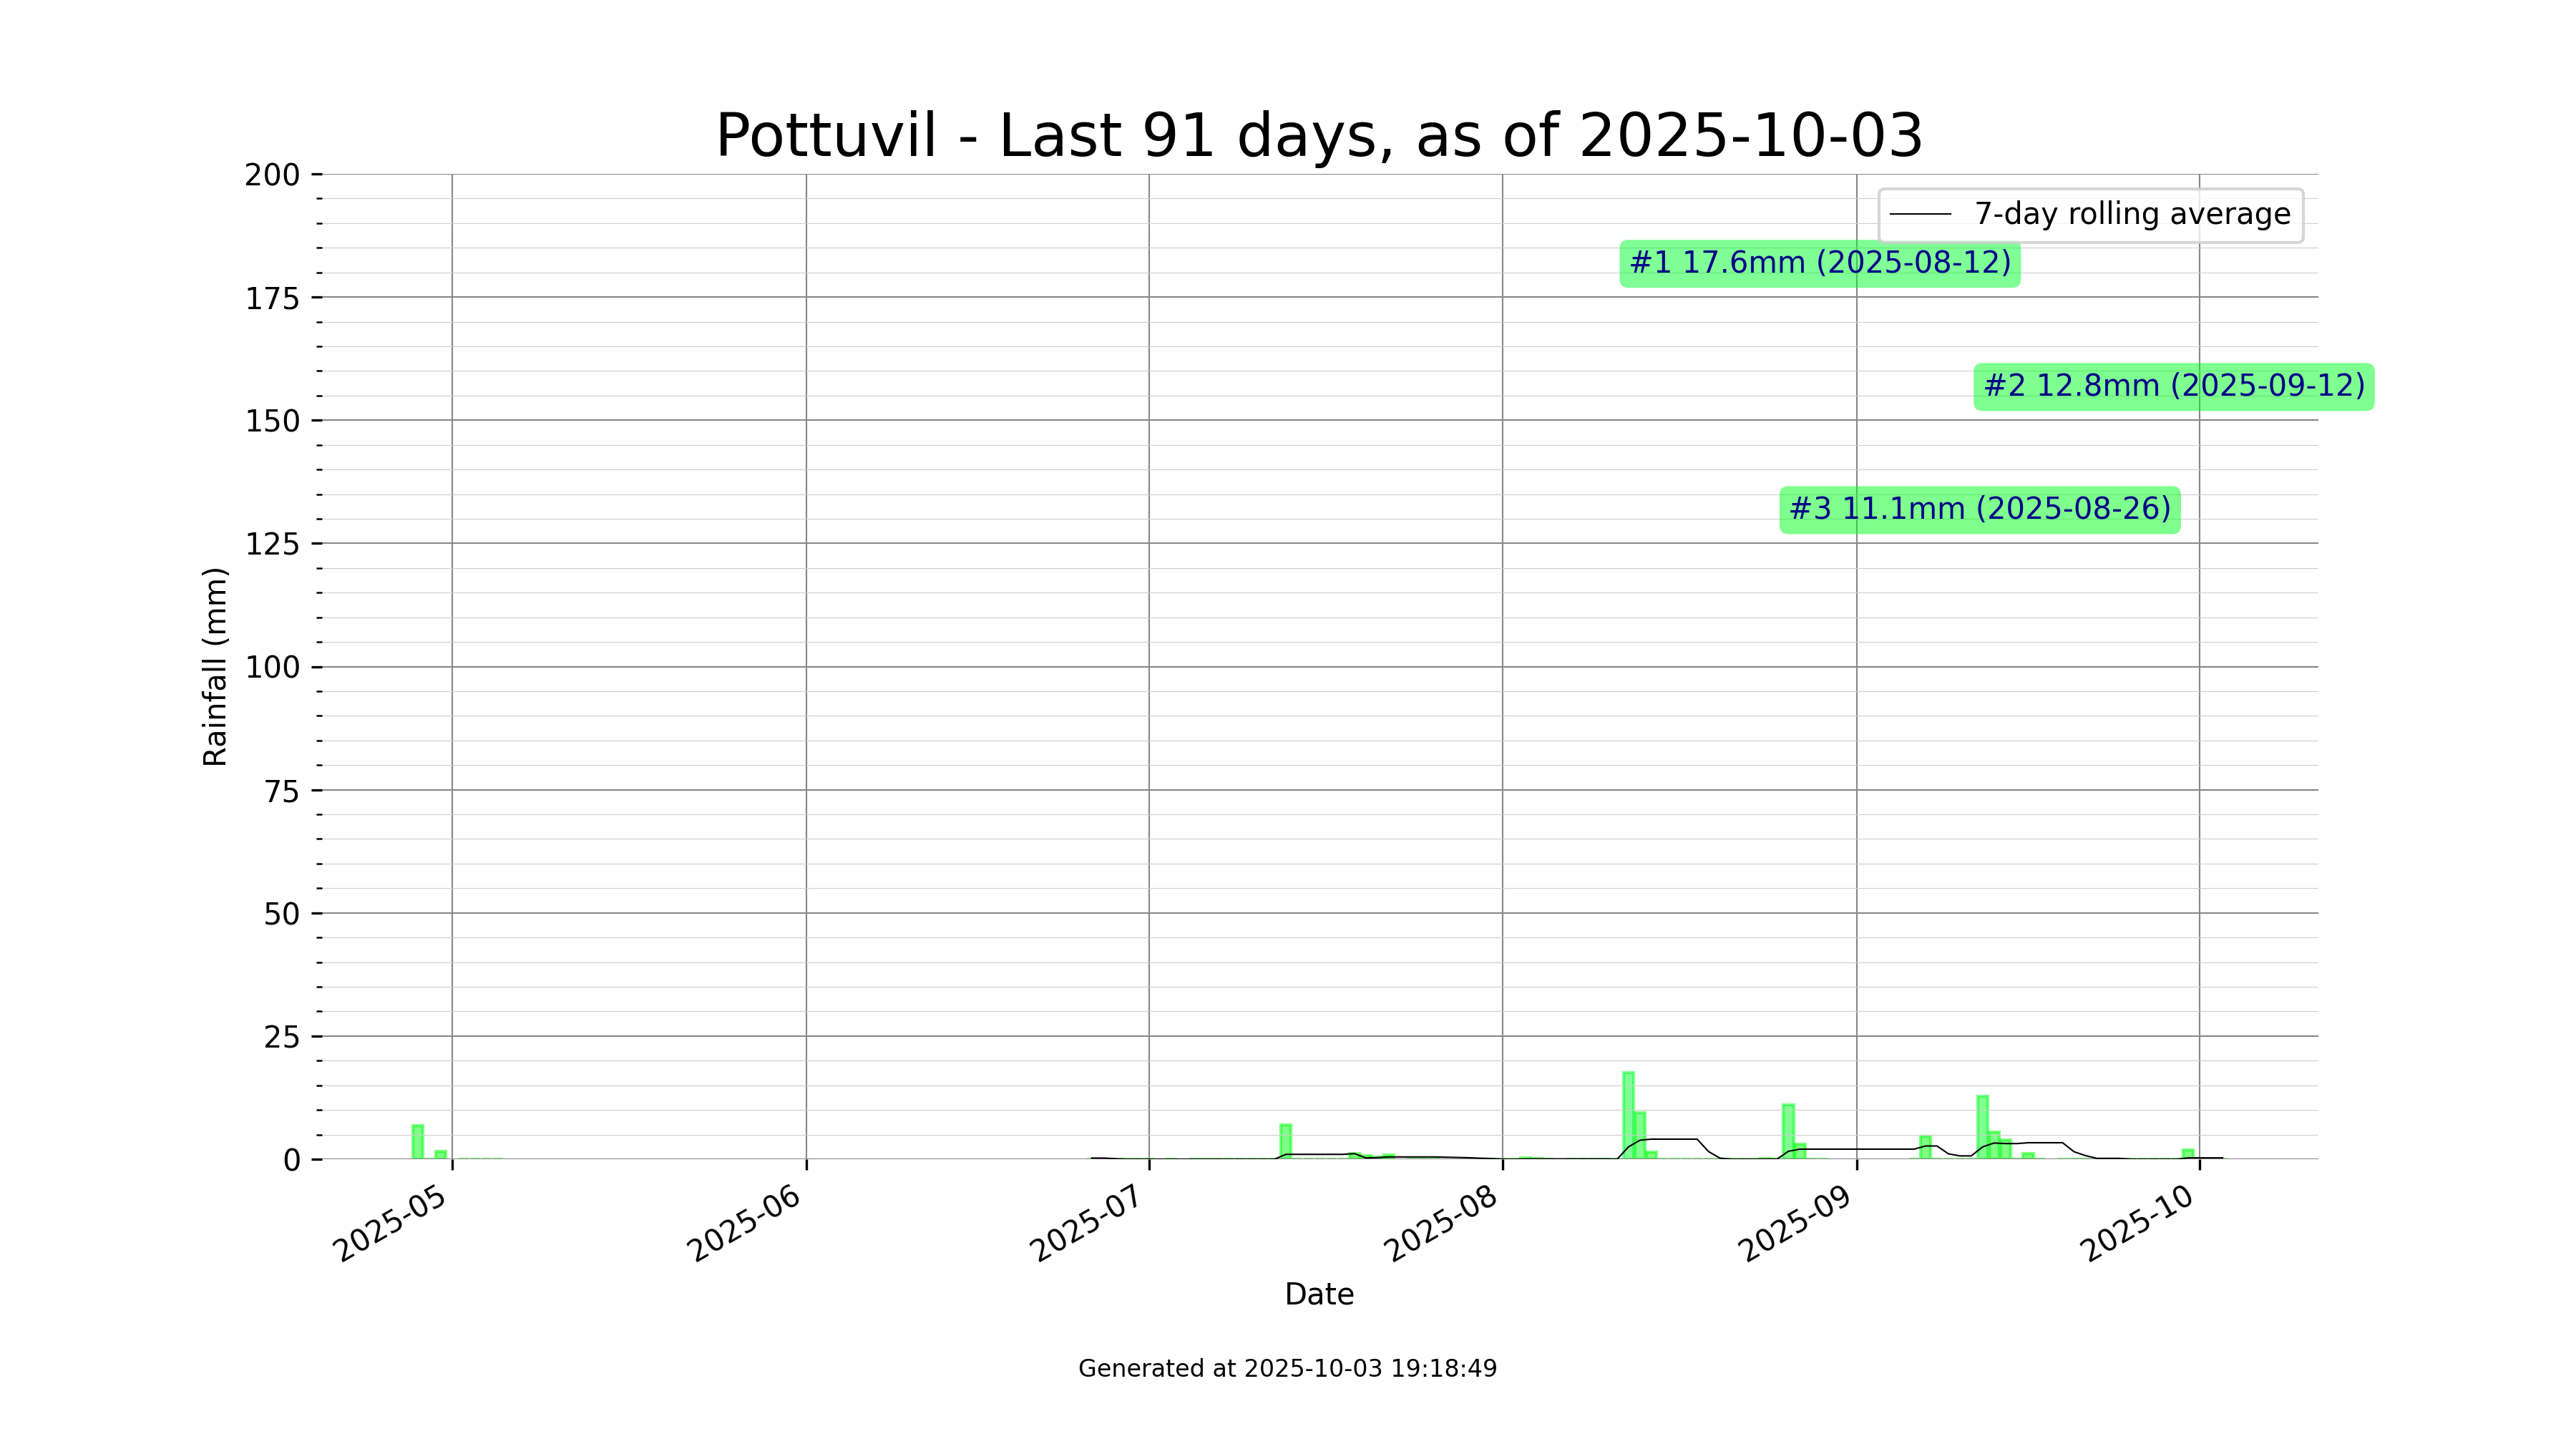 Pottuvil - Last 91 days, as of 2025-10-03
200
175
150
125
100
75
50
25
0
Rainfall (mm)
7-day rolling average
#1 17.6mm (2025-08-12)
#2 12.8mm (2025-09-12)
#3 11.1mm (2025-08-26)
2025-05
2025-06
2025-07
2025-08
2025-09
2025-10
Date
Generated at 2025-10-03 19:18:49